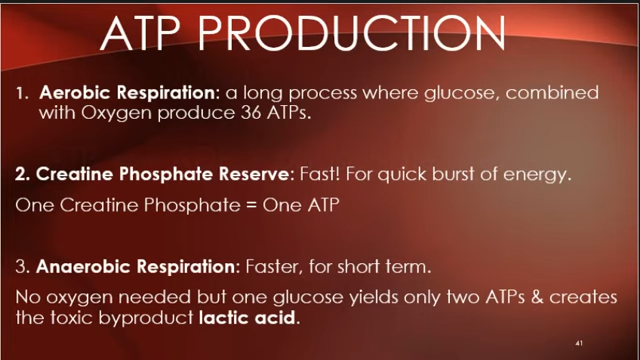 ATP PRODUCTION
1. Aerobic Respiration: a long process where glucose, combined
with Oxygen produce 36 ATPs.
2. Creatine Phosphate Reserve: Fast! For quick burst of energy.
One Creatine Phosphate = One ATP
3. Anaerobic Respiration: Faster, for short term.
No oxygen needed but one glucose yields only two ATPs & creates
the toxic byproduct lactic acid.
41